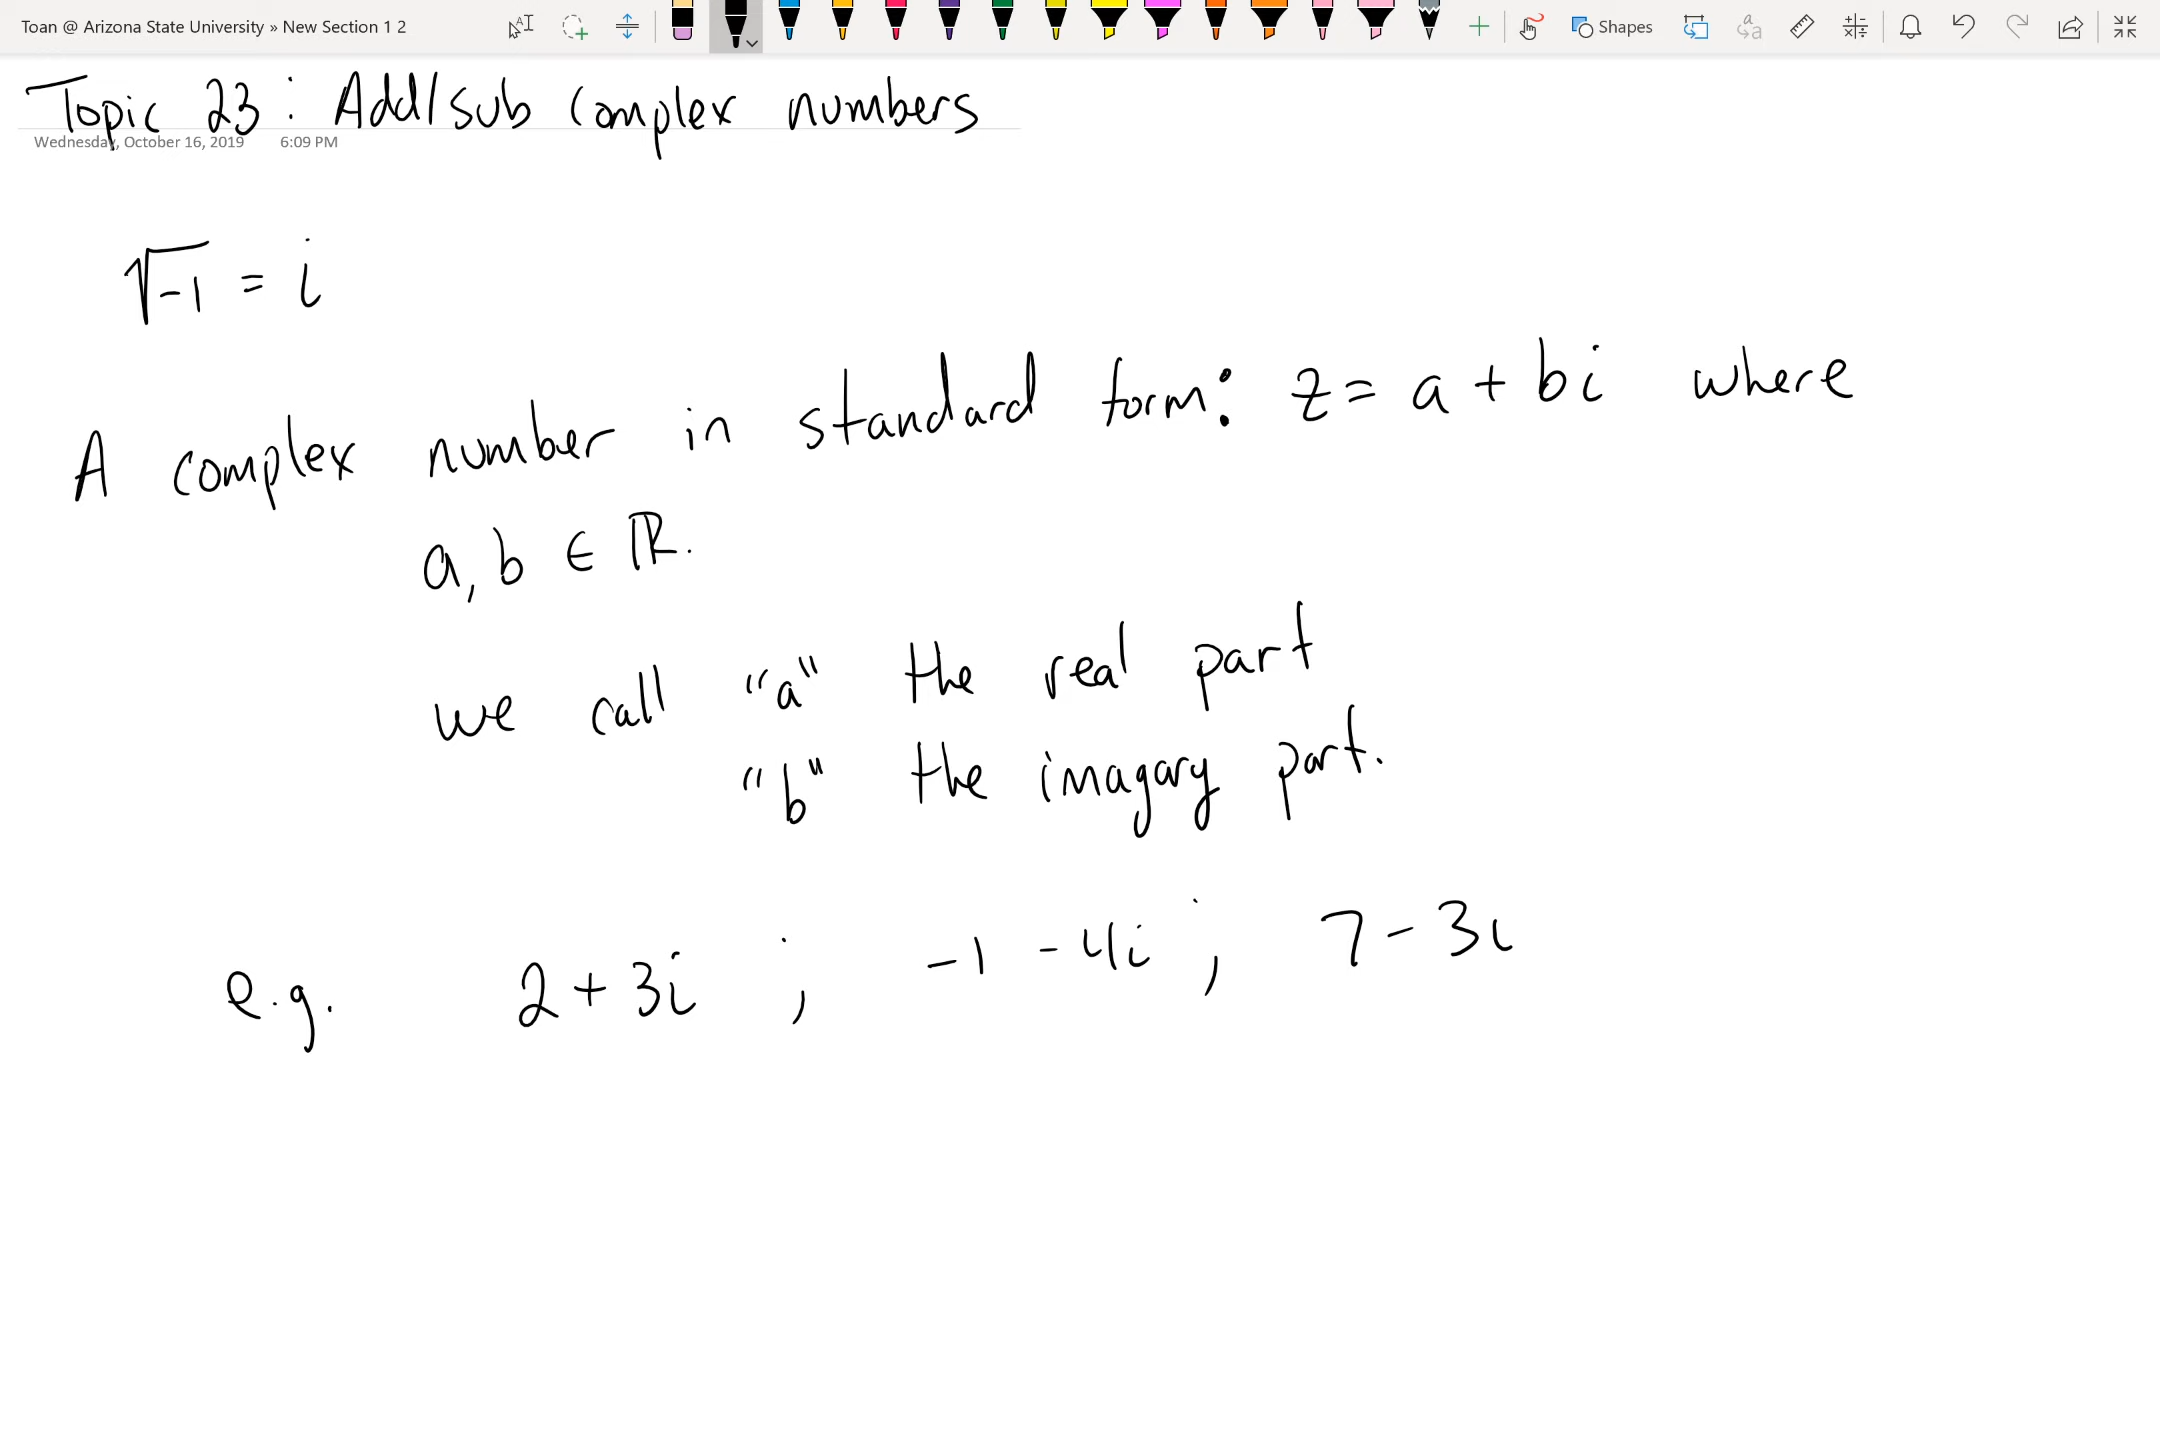 Toan @ Arizona State University » New Section 1 2
Shapes
Topic 23: Add/sub complex numbers
Wednesday, October 16, 2019 6:09 PM
√-1 = i
A complex number in standard form: z = a + bi where
a, b ∈ ℝ.
we call "a" the real part
"b" the imagary part.
e.g. 2 + 3i ; -1 - 4i ; 7 - 3i